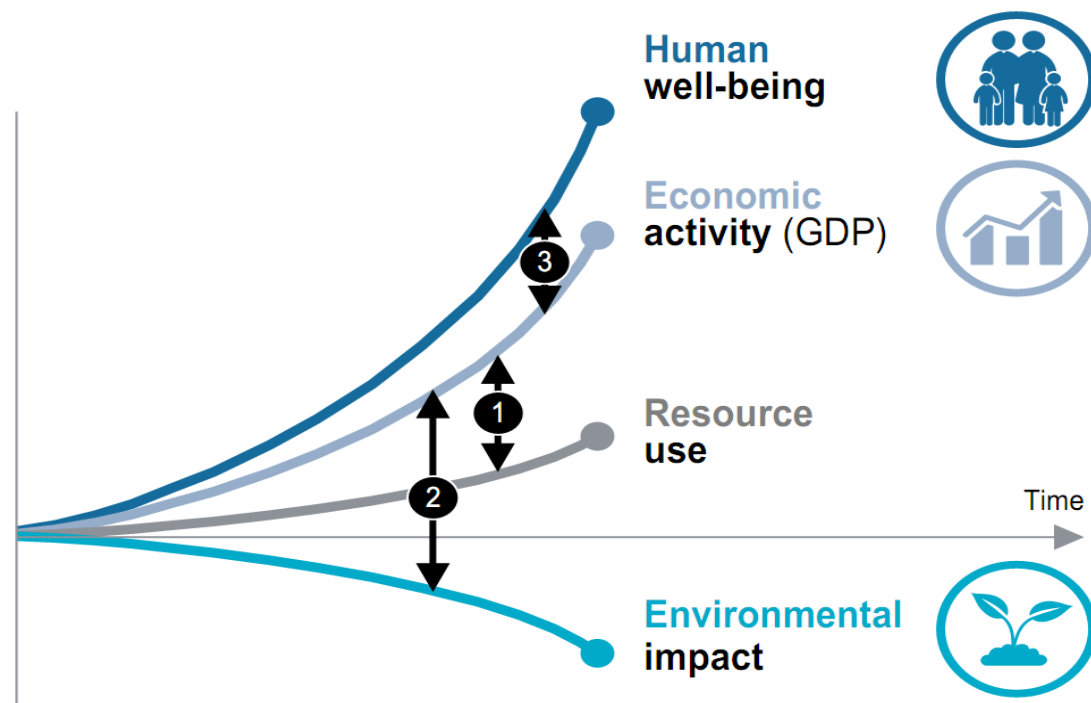 Human
well-being
Economic
activity (GDP)
3
1
Resource
use
2
Time
Environmental
impact